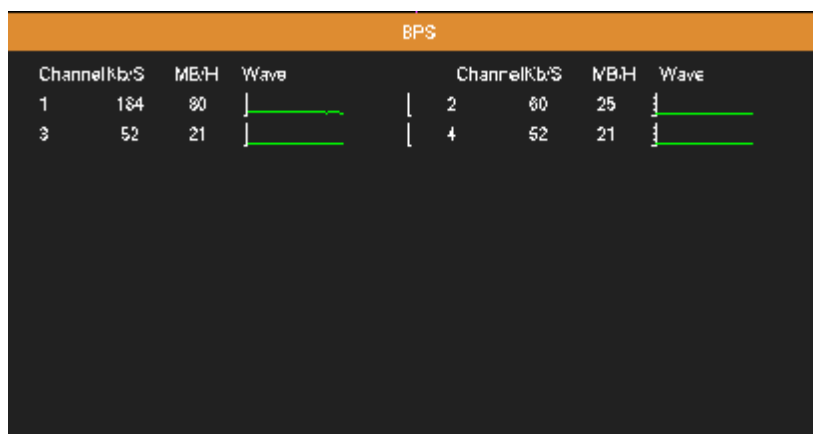 BPS
Channel Kb/S MB/H Wave Channel Kb/S MB/H Wave
1 184 80 2 60 25
3 52 21 4 52 21